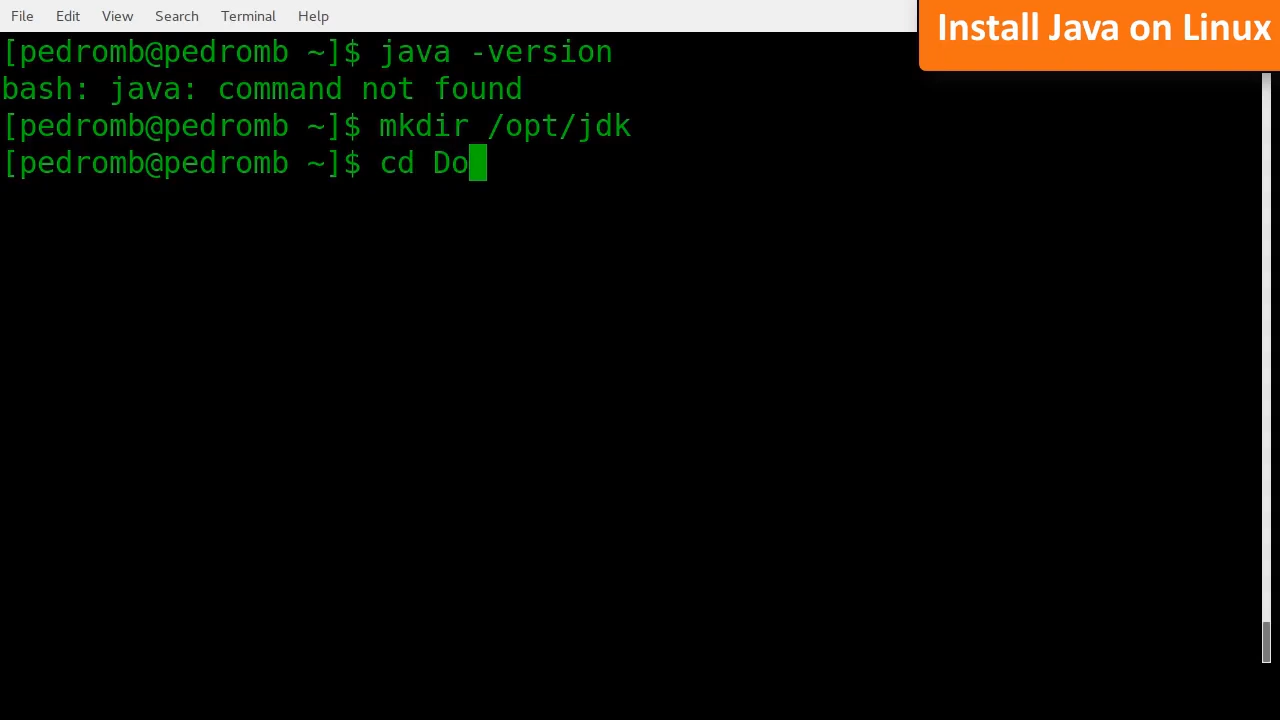 File Edit View Search Terminal Help
Install Java on Linux
[pedromb@pedromb ~]$ java -version
bash: java: command not found
[pedromb@pedromb ~]$ mkdir /opt/jdk
[pedromb@pedromb ~]$ cd Do